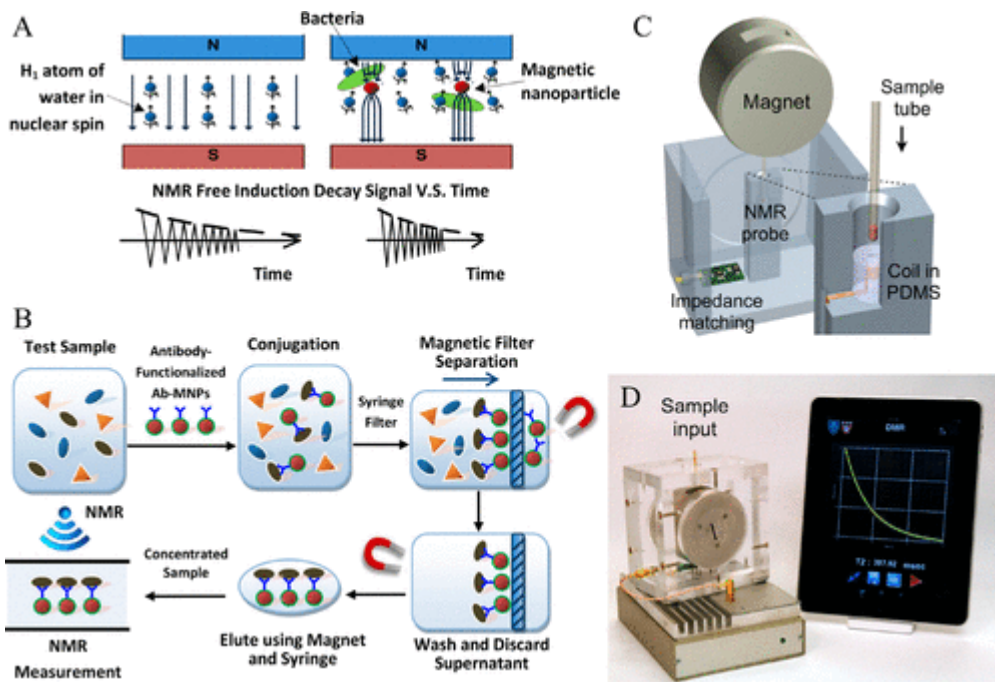 A
Bacteria
N
N
H1 atom of
water in
nuclear spin
Magnetic
nanoparticle
S
S
NMR Free Induction Decay Signal V.S. Time
Time
Time
B
Test Sample
Antibody-
Functionalized
Ab-MNPs
Conjugation
Syringe
Filter
Magnetic Filter
Separation
NMR
Concentrated
Sample
NMR
Measurement
Elute using Magnet
and Syringe
Wash and Discard
Supernatant
C
Magnet
Sample
tube
NMR
probe
Coil in
PDMS
Impedance
matching
D
Sample
input
DMR